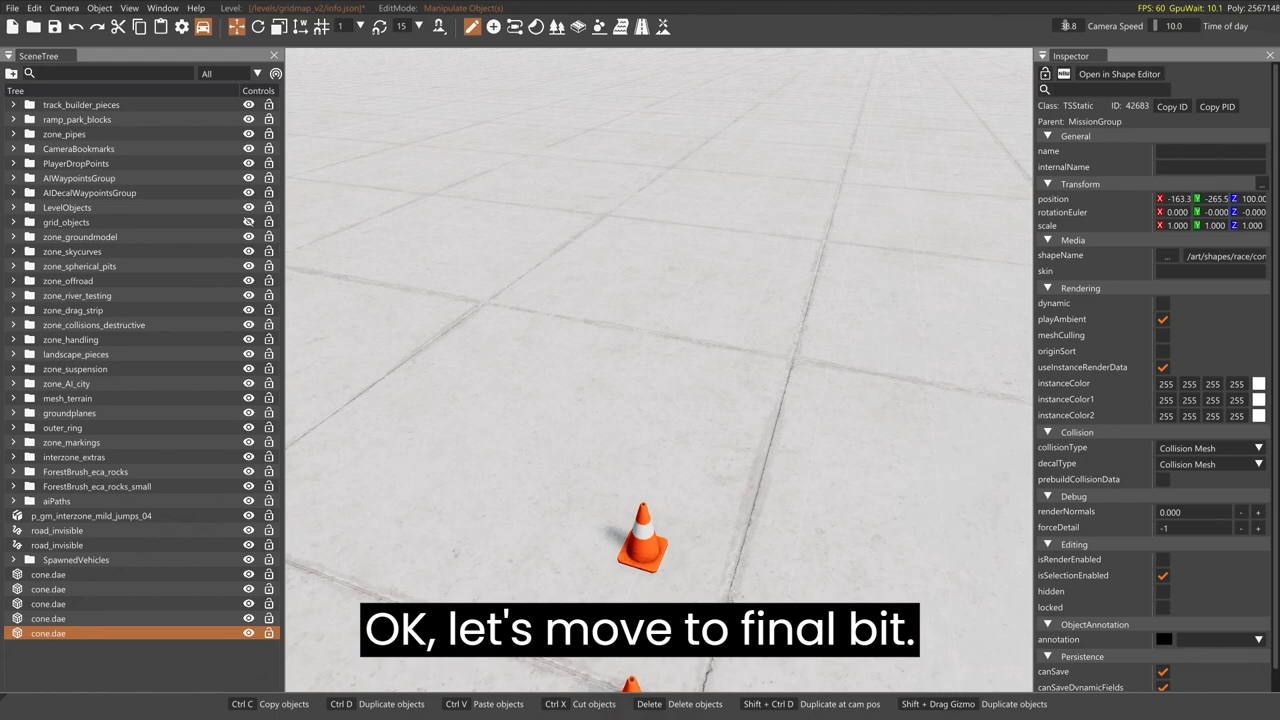 File Edit Camera Object View Window Help Level: [/levels/gridmap_v2/info.json]* EditMode: Manipulate Object(s) FPS: 60 GpuWait: 10.1 Poly: 2567148
1 15 38.8 Camera Speed 10.0 Time of day
SceneTree
All
Tree Controls
track_builder_pieces
ramp_park_blocks
zone_pipes
CameraBookmarks
PlayerDropPoints
AIWaypointsGroup
AIDecalWaypointsGroup
LevelObjects
grid_objects
zone_groundmodel
zone_skycurves
zone_spherical_pits
zone_offroad
zone_river_testing
zone_drag_strip
zone_collisions_destructive
zone_handling
landscape_pieces
zone_suspension
zone_AI_city
mesh_terrain
groundplanes
outer_ring
zone_markings
interzone_extras
ForestBrush_eca_rocks
ForestBrush_eca_rocks_small
aiPaths
p_gm_interzone_mild_jumps_04
road_invisible
road_invisible
SpawnedVehicles
cone.dae
cone.dae
cone.dae
cone.dae
cone.dae
OK, let's move to final bit.
Inspector
Open in Shape Editor
Class: TSStatic ID: 42683 Copy ID Copy PID
Parent: MissionGroup
General
name
internalName
Transform ...
position X -163.3 Y -265.5 Z 100.00
rotationEuler X 0.000 Y -0.000 Z -0.000
scale X 1.000 Y 1.000 Z 1.000
Media
shapeName ... /art/shapes/race/con
skin
Rendering
dynamic
playAmbient
meshCulling
originSort
useInstanceRenderData
instanceColor 255 255 255 255
instanceColor1 255 255 255 255
instanceColor2 255 255 255 255
Collision
collisionType Collision Mesh
decalType Collision Mesh
prebuildCollisionData
Debug
renderNormals 0.000 - +
forceDetail -1 - +
Editing
isRenderEnabled
isSelectionEnabled
hidden
locked
ObjectAnnotation
annotation
Persistence
canSave
canSaveDynamicFields
Ctrl C Copy objects Ctrl D Duplicate objects Ctrl V Paste objects Ctrl X Cut objects Delete Delete objects Shift + Ctrl D Duplicate at cam pos Shift + Drag Gizmo Duplicate objects